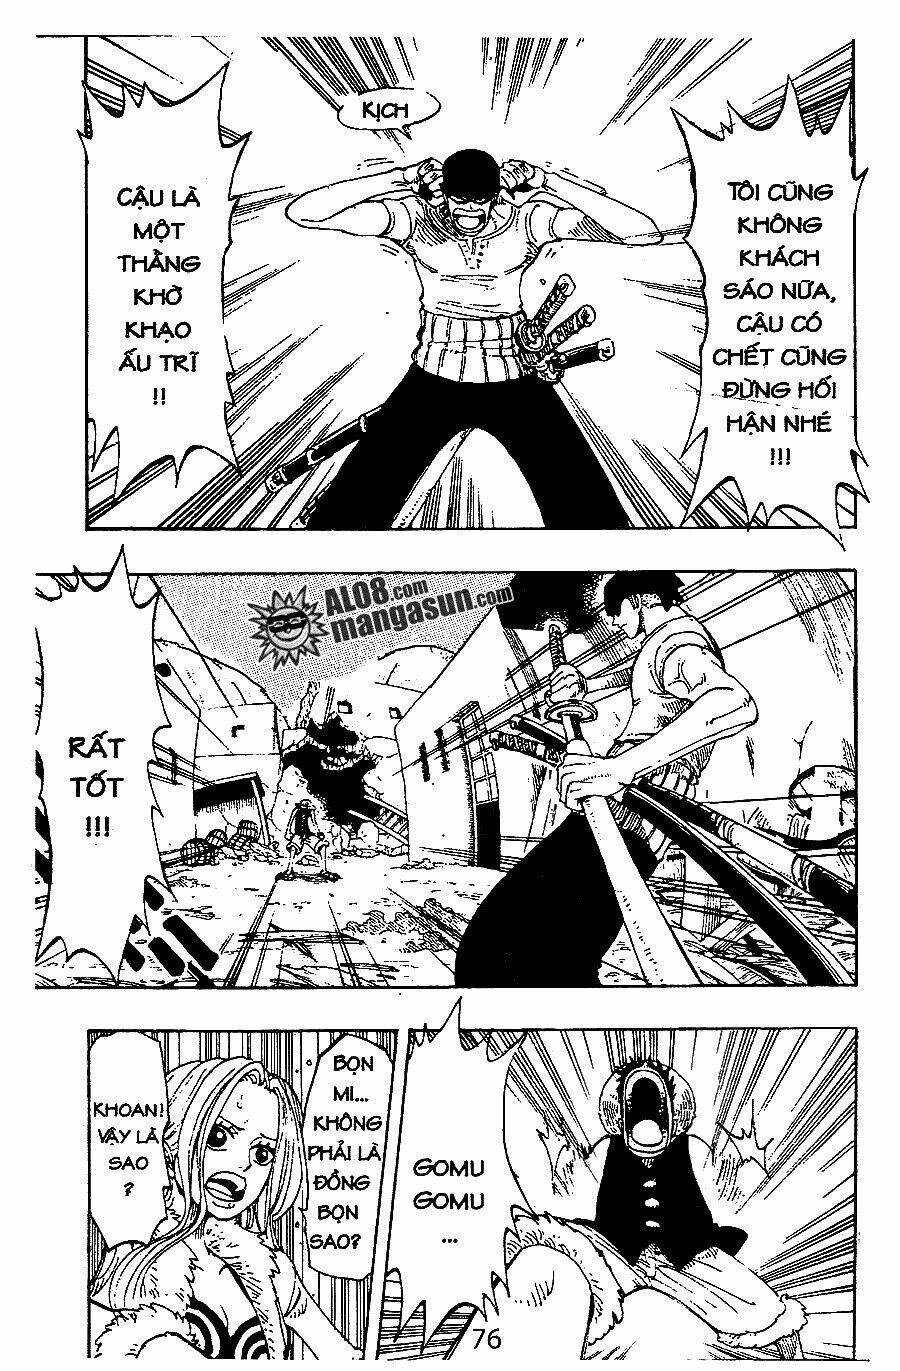 KỊCH
TÔI CŨNG
KHÔNG
KHÁCH
SÁO NỮA,
CẬU CÓ
CHẾT CŨNG
ĐỪNG HỐI
HẬN NHÉ
!!!
CẬU LÀ
MỘT
THẰNG
KHỜ
KHẠO
ẤU TRĨ
!!
AL08.com
mangasun.com
RẤT
TỐT
!!!
GOMU
GOMU
...
BỌN
MI...
KHÔNG
PHẢI LÀ
ĐỒNG
BỌN
SAO?
KHOAN!
VẬY LÀ
SAO
?
76